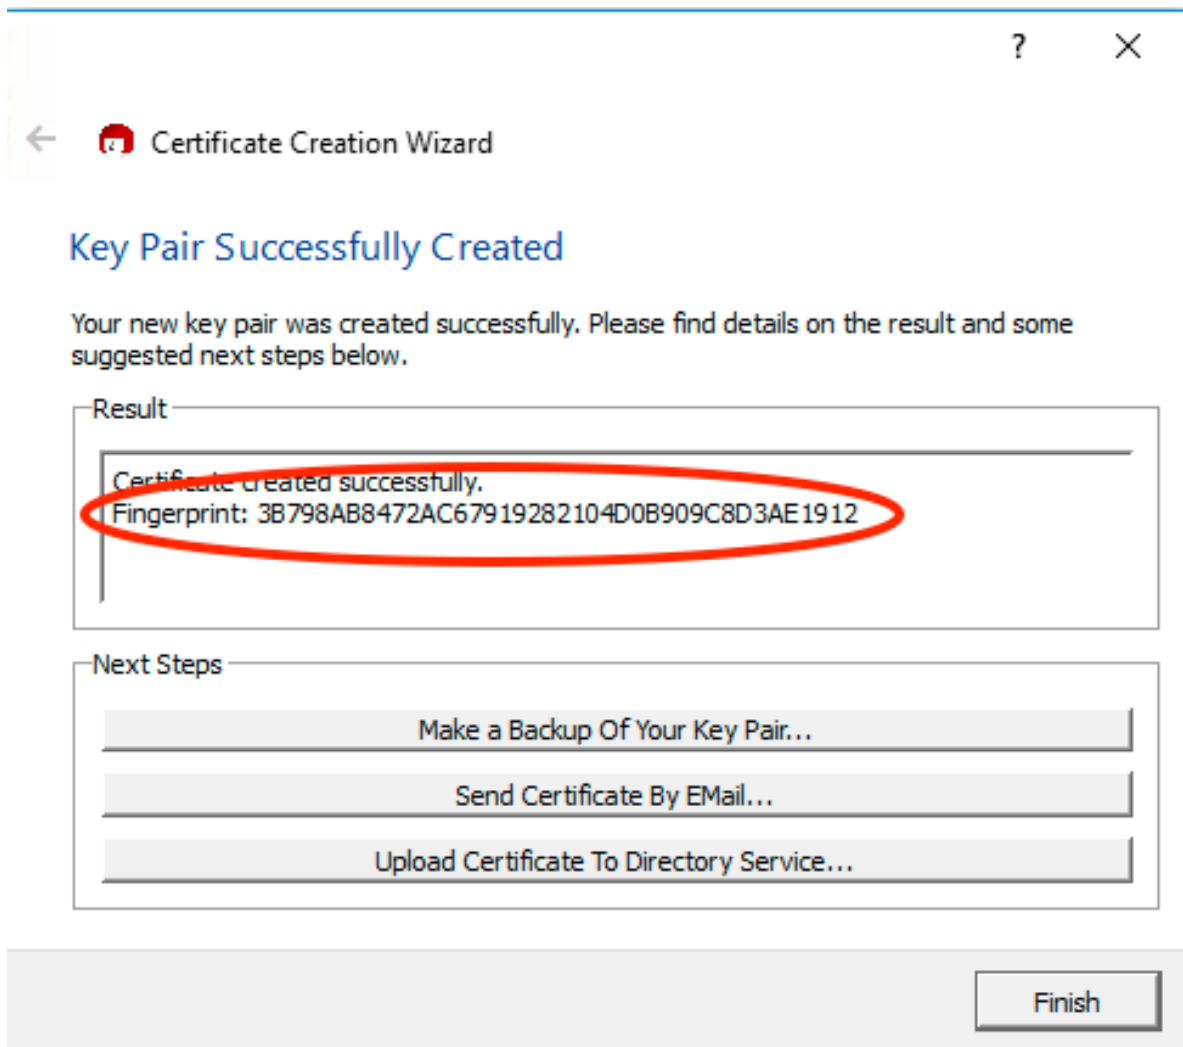 ?
Certificate Creation Wizard
Key Pair Successfully Created
Your new key pair was created successfully. Please find details on the result and some
suggested next steps below.
Result
Certificate created successfully.
Fingerprint: 3B798AB8472AC67919282104D0B909C8D3AE1912
Next Steps
Make a Backup Of Your Key Pair...
Send Certificate By EMail...
Upload Certificate To Directory Service...
Finish